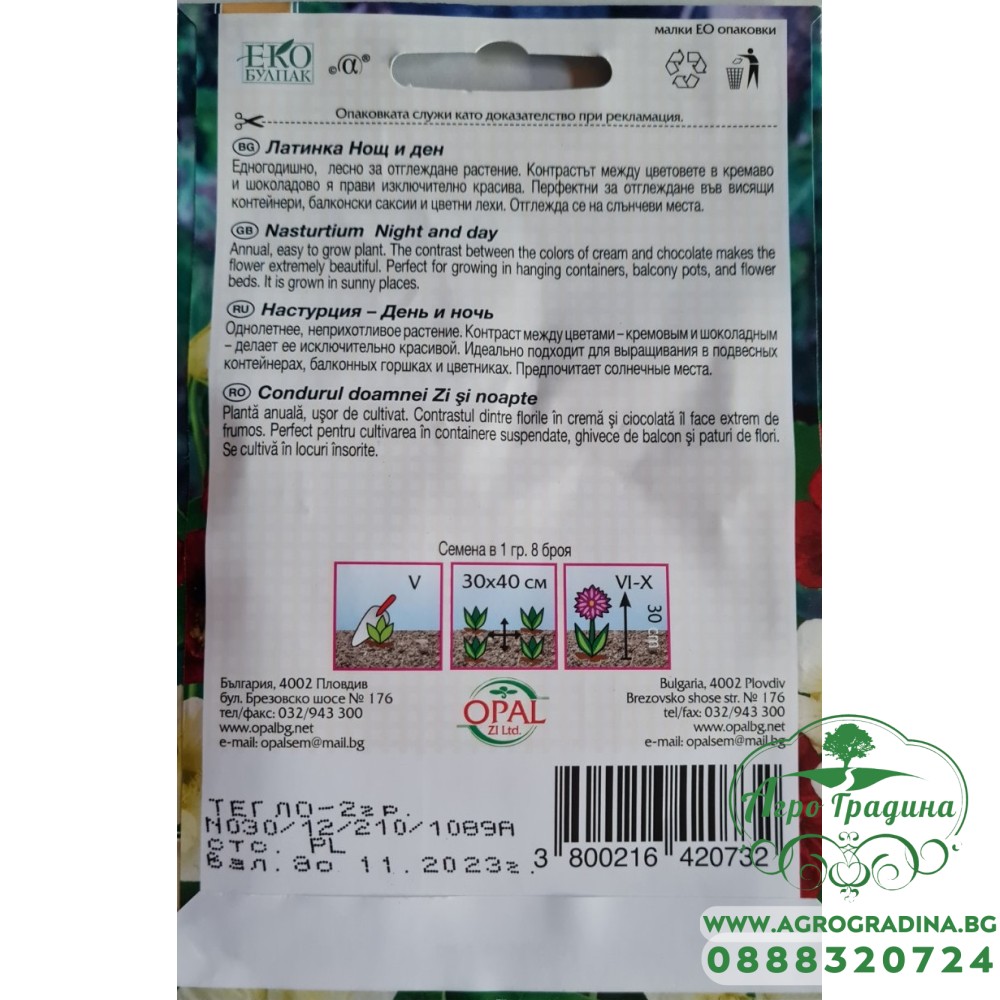 малки ЕО опаковки
ЕКО
БУЛПАК
©α®
Опаковката служи като доказателство при рекламация.
BG Латинка Нощ и ден
Едногодишно, лесно за отглеждане растение. Контрастът между цветовете в кремаво
и шоколадово я прави изключително красива. Перфектни за отглеждане във висящи
контейнери, балконски саксии и цветни лехи. Отглежда се на слънчеви места.
GB Nasturtium Night and day
Annual, easy to grow plant. The contrast between the colors of cream and chocolate makes the
flower extremely beautiful. Perfect for growing in hanging containers, balcony pots, and flower
beds. It is grown in sunny places.
RU Настурция – День и ночь
Однолетнее, неприхотливое растение. Контраст между цветами – кремовым и шоколадным
– делает ее исключительно красивой. Идеально подходит для выращивания в подвесных
контейнерах, балконных горшках и цветниках. Предпочитает солнечные места.
RO Condurul doamnei Zi și noapte
Plantă anuală, ușor de cultivat. Contrastul dintre florile în cremă și ciocolată îl face extrem de
frumos. Perfect pentru cultivarea în containere suspendate, ghivece de balcon și paturi de flori.
Se cultivă în locuri însorite.
Семена в 1 гр. 8 броя
V
30x40 см
VI-X
30 cm
България, 4002 Пловдив
бул. Брезовско шосе № 176
тел/факс: 032/943 300
www.opalbg.net
e-mail: opalsem@mail.bg
OPAL
ZI Ltd.
Bulgaria, 4002 Plovdiv
Brezovsko shose str. № 176
tel/fax: 032/943 300
www.opalbg.net
e-mail: opalsem@mail.bg
ТЕГЛО-2гр.
N030/12/210/1089A
стс. PL
вал.до 11.2023г.
3 800216 420732
Агро Градина
WWW.AGROGRADINA.BG
0888320724